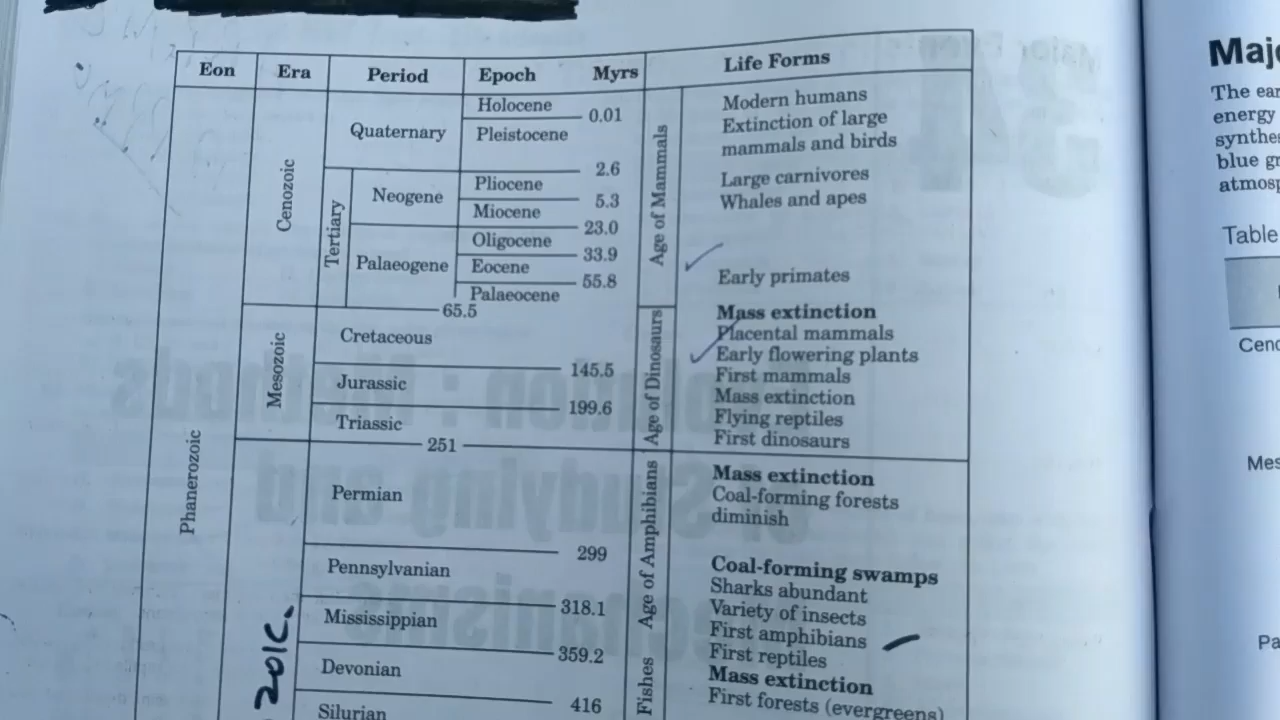 Eon Era Period Epoch Myrs Life Forms
Phanerozoic
Cenozoic
Quaternary
Holocene
0.01
Pleistocene
2.6
Tertiary
Neogene
Pliocene
5.3
Miocene
23.0
Palaeogene
Oligocene
33.9
Eocene
55.8
Palaeocene
65.5
Age of Mammals
Modern humans
Extinction of large
mammals and birds
Large carnivores
Whales and apes
Early primates
Mesozoic
Cretaceous
145.5
Jurassic
199.6
Triassic
251
Age of Dinosaurs
Mass extinction
Placental mammals
Early flowering plants
First mammals
Mass extinction
Flying reptiles
First dinosaurs
zoic.
Permian
299
Pennsylvanian
318.1
Mississippian
359.2
Devonian
416
Silurian
Age of Amphibians
Fishes
Mass extinction
Coal-forming forests
diminish
Coal-forming swamps
Sharks abundant
Variety of insects
First amphibians
First reptiles
Mass extinction
First forests (evergreens)
Majo
The ear
energy
synthe
blue gr
atmosp
Table
Ceno
Mes
Pa